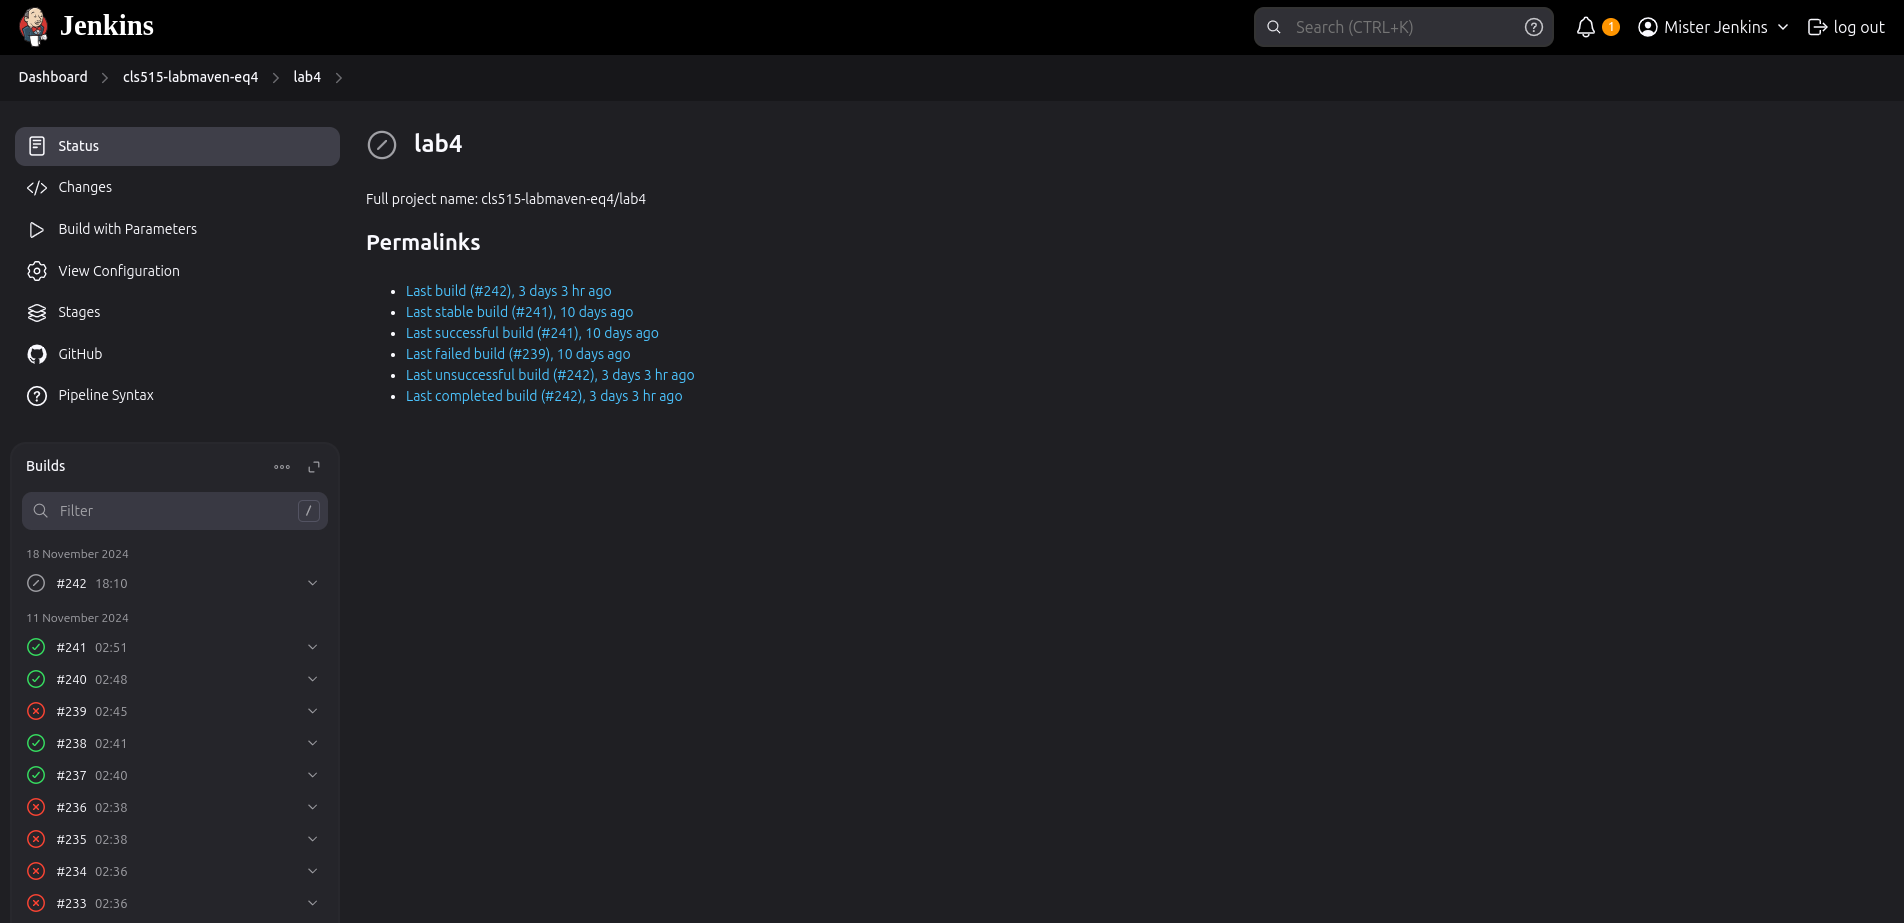 Jenkins
Search (CTRL+K)
1
Mister Jenkins
log out
Dashboard
cls515-labmaven-eq4
lab4
Status
Changes
Build with Parameters
View Configuration
Stages
GitHub
Pipeline Syntax
Builds
Filter /
18 November 2024
#242 18:10
11 November 2024
#241 02:51
#240 02:48
#239 02:45
#238 02:41
#237 02:40
#236 02:38
#235 02:38
#234 02:36
#233 02:36
lab4
Full project name: cls515-labmaven-eq4/lab4
Permalinks
Last build (#242), 3 days 3 hr ago
Last stable build (#241), 10 days ago
Last successful build (#241), 10 days ago
Last failed build (#239), 10 days ago
Last unsuccessful build (#242), 3 days 3 hr ago
Last completed build (#242), 3 days 3 hr ago